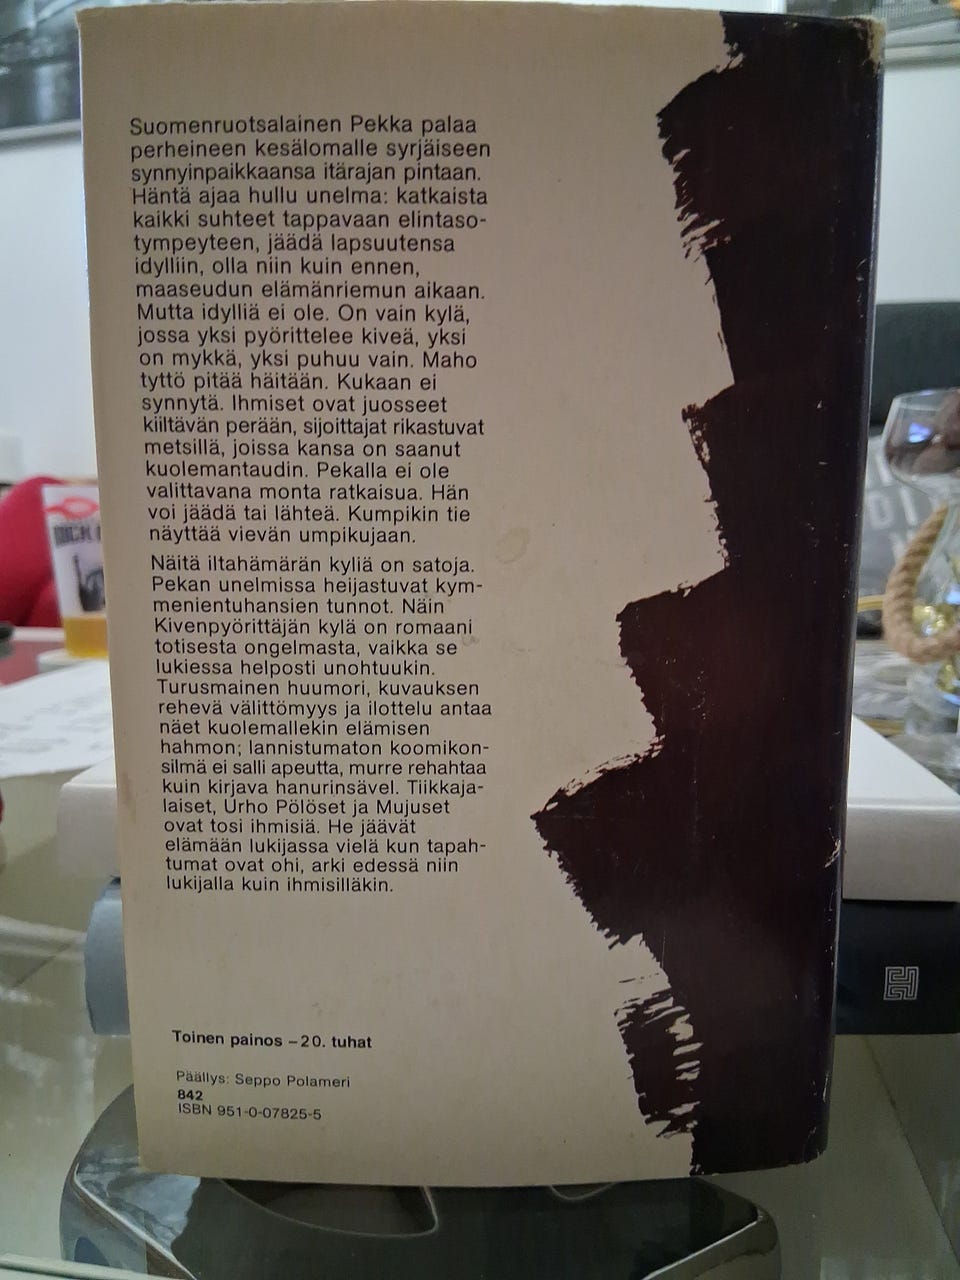 Suomenruotsalainen Pekka palaa
perheineen kesälomalle syrjäiseen
synnyinpaikkaansa itärajan pintaan.
Häntä ajaa hullu unelma: katkaista
kaikki suhteet tappavaan elintaso-
tympeyteen, jäädä lapsuutensa
idylliin, olla niin kuin ennen,
maaseudun elämänriemun aikaan.
Mutta idylliä ei ole. On vain kylä,
jossa yksi pyörittelee kiveä, yksi
on mykkä, yksi puhuu vain. Maho
tyttö pitää häitään. Kukaan ei
synnytä. Ihmiset ovat juosseet
kiiltävän perään, sijoittajat rikastuvat
metsillä, joissa kansa on saanut
kuolemantaudin. Pekalla ei ole
valittavana monta ratkaisua. Hän
voi jäädä tai lähteä. Kumpikin tie
näyttää vievän umpikujaan.
Näitä iltahämärän kyliä on satoja.
Pekan unelmissa heijastuvat kym-
menientuhansien tunnot. Näin
Kivenpyörittäjän kylä on romaani
totisesta ongelmasta, vaikka se
lukiessa helposti unohtuukin.
Turusmainen huumori, kuvauksen
rehevä välittömyys ja ilottelu antaa
näet kuolemallekin elämisen
hahmon; lannistumaton koomikon-
silmä ei salli apeutta, murre rehahtaa
kuin kirjava hanurinsävel. Tiikkaja-
laiset, Urho Pölöset ja Mujuset
ovat tosi ihmisiä. He jäävät
elämään lukijassa vielä kun tapah-
tumat ovat ohi, arki edessä niin
lukijalla kuin ihmisilläkin.
Toinen painos – 20. tuhat
Päällys: Seppo Polameri
842
ISBN 951-0-07825-5